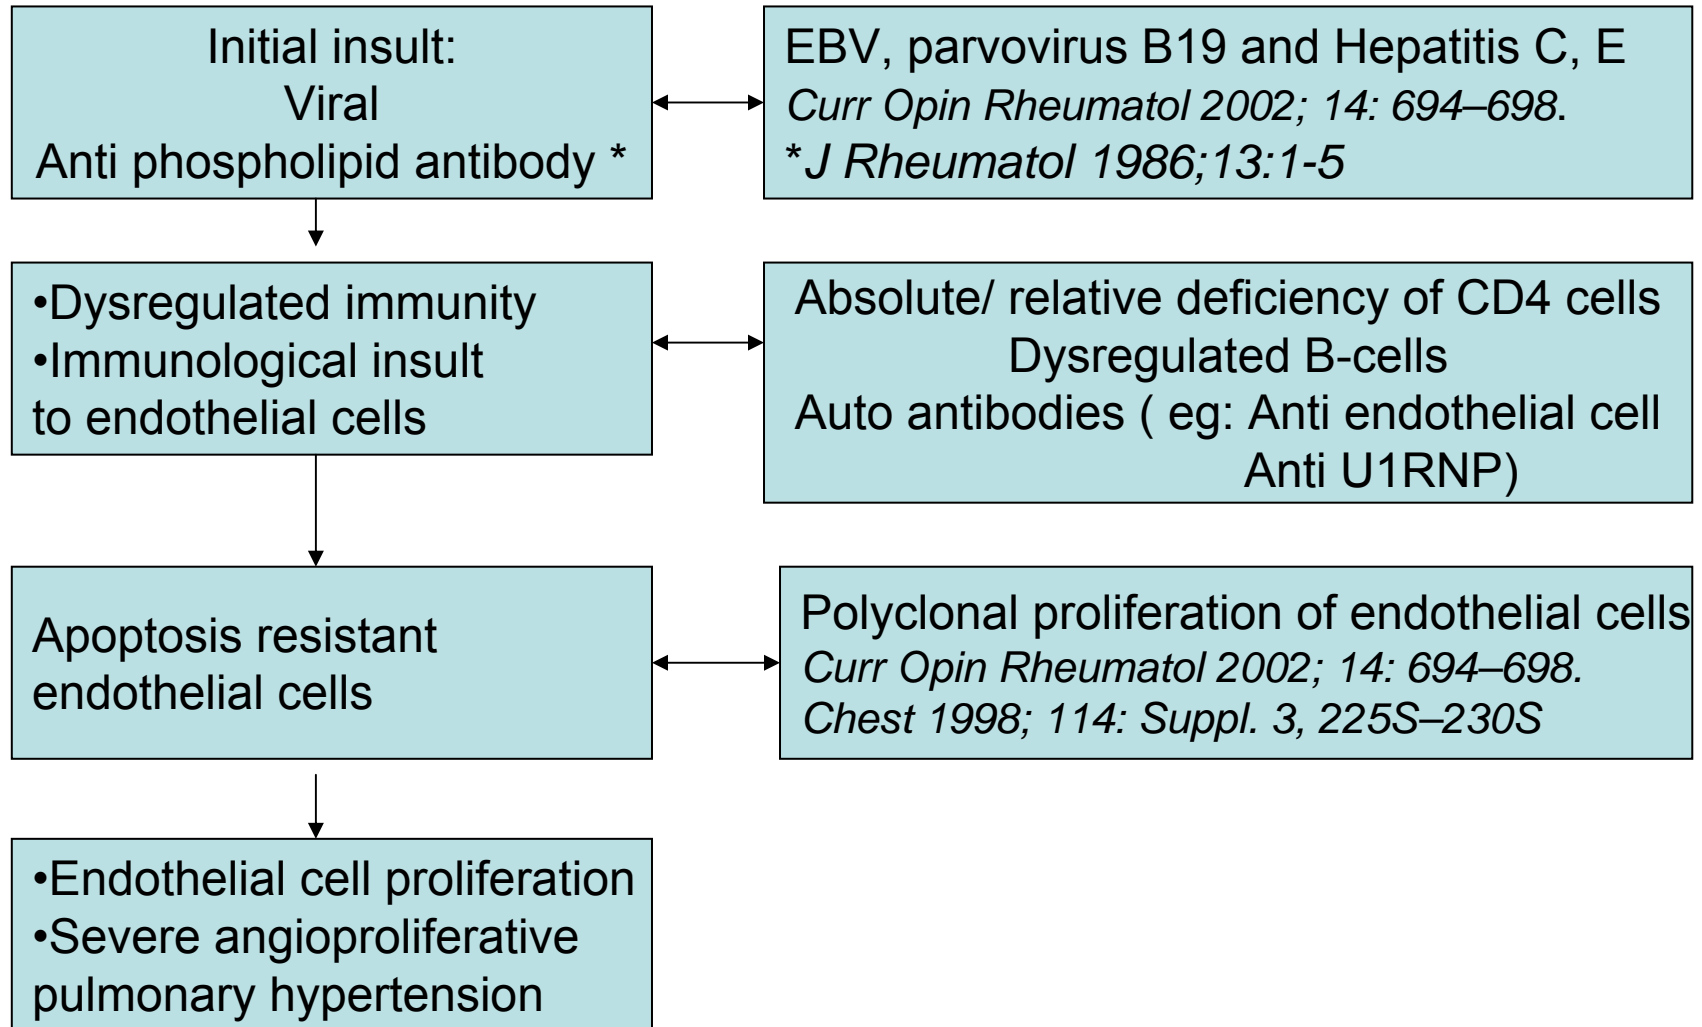 Initial insult:
Viral
Anti phospholipid antibody *
EBV, parvovirus B19 and Hepatitis C, E
Curr Opin Rheumatol 2002; 14: 694–698.
*J Rheumatol 1986;13:1-5
•Dysregulated immunity
•Immunological insult
to endothelial cells
Absolute/ relative deficiency of CD4 cells
Dysregulated B-cells
Auto antibodies ( eg: Anti endothelial cell
Anti U1RNP)
Apoptosis resistant
endothelial cells
Polyclonal proliferation of endothelial cells
Curr Opin Rheumatol 2002; 14: 694–698.
Chest 1998; 114: Suppl. 3, 225S–230S
•Endothelial cell proliferation
•Severe angioproliferative
pulmonary hypertension